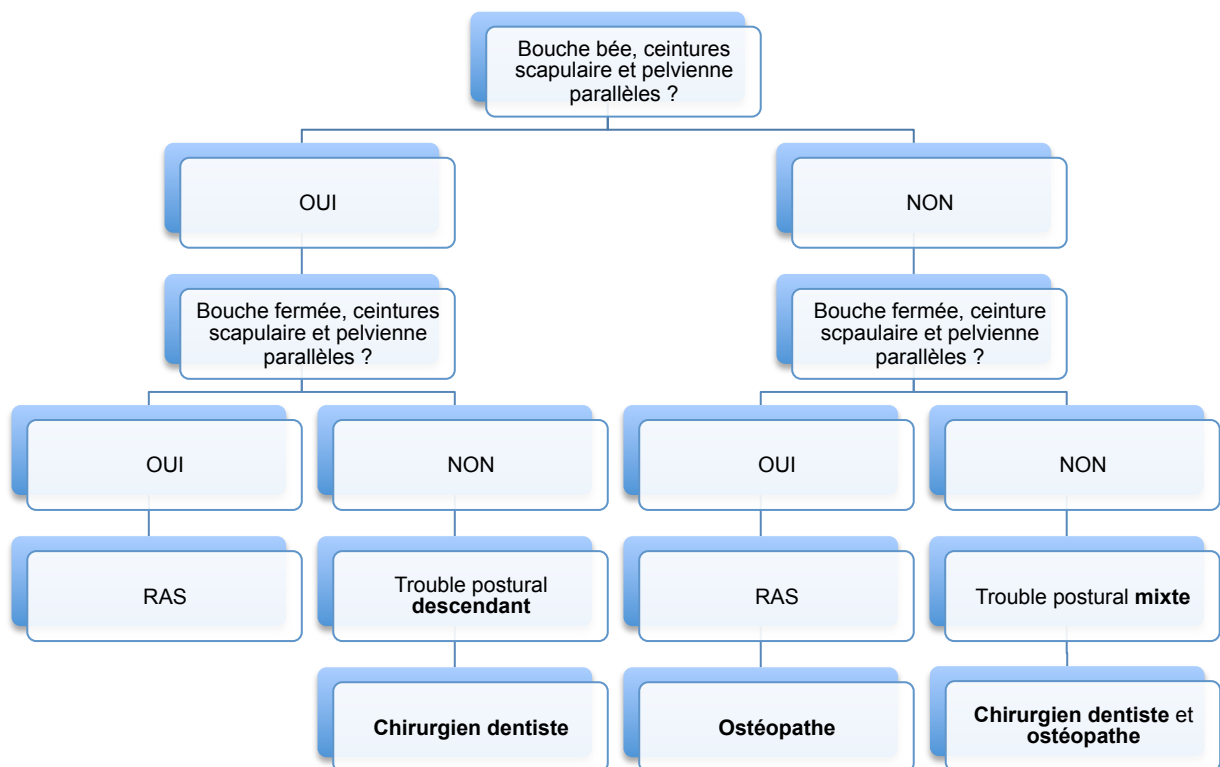 Bouche bée, ceintures
scapulaire et pelvienne
parallèles ?
OUI
NON
Bouche fermée, ceintures
scapulaire et pelvienne
parallèles ?
Bouche fermée, ceinture
scpaulaire et pelvienne
parallèles ?
OUI
NON
OUI
NON
RAS
Trouble postural
descendant
RAS
Trouble postural mixte
Chirurgien dentiste
Ostéopathe
Chirurgien dentiste et
ostéopathe